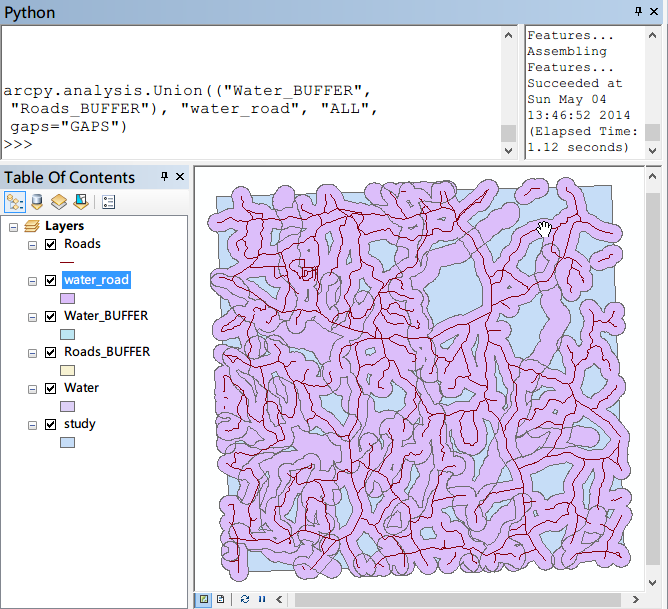 Python
arcpy.analysis.Union(("Water_BUFFER",
"Roads_BUFFER"), "water_road", "ALL",
gaps="GAPS")
>>>
Features...
Assembling
Features...
Succeeded at
Sun May 04
13:46:52 2014
(Elapsed Time:
1.12 seconds)
Table Of Contents
Layers
Roads
water_road
Water_BUFFER
Roads_BUFFER
Water
study